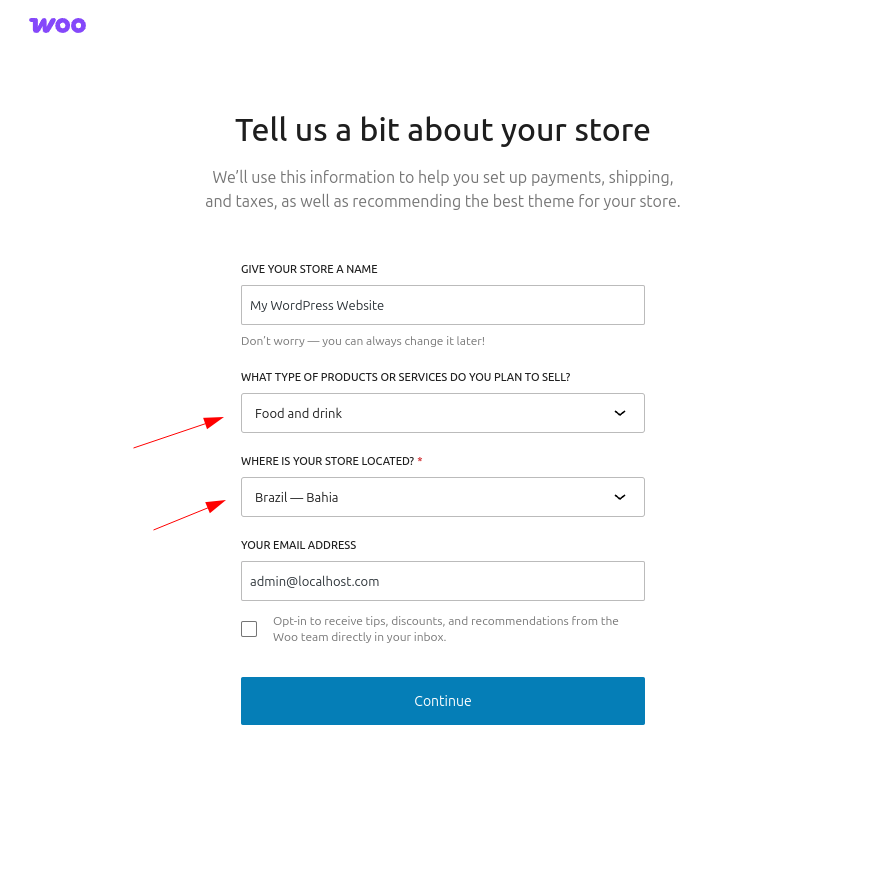 woo
Tell us a bit about your store
We’ll use this information to help you set up payments, shipping,
and taxes, as well as recommending the best theme for your store.
GIVE YOUR STORE A NAME
My WordPress Website
Don’t worry — you can always change it later!
WHAT TYPE OF PRODUCTS OR SERVICES DO YOU PLAN TO SELL?
Food and drink
WHERE IS YOUR STORE LOCATED? *
Brazil — Bahia
YOUR EMAIL ADDRESS
admin@localhost.com
Opt-in to receive tips, discounts, and recommendations from the
Woo team directly in your inbox.
Continue